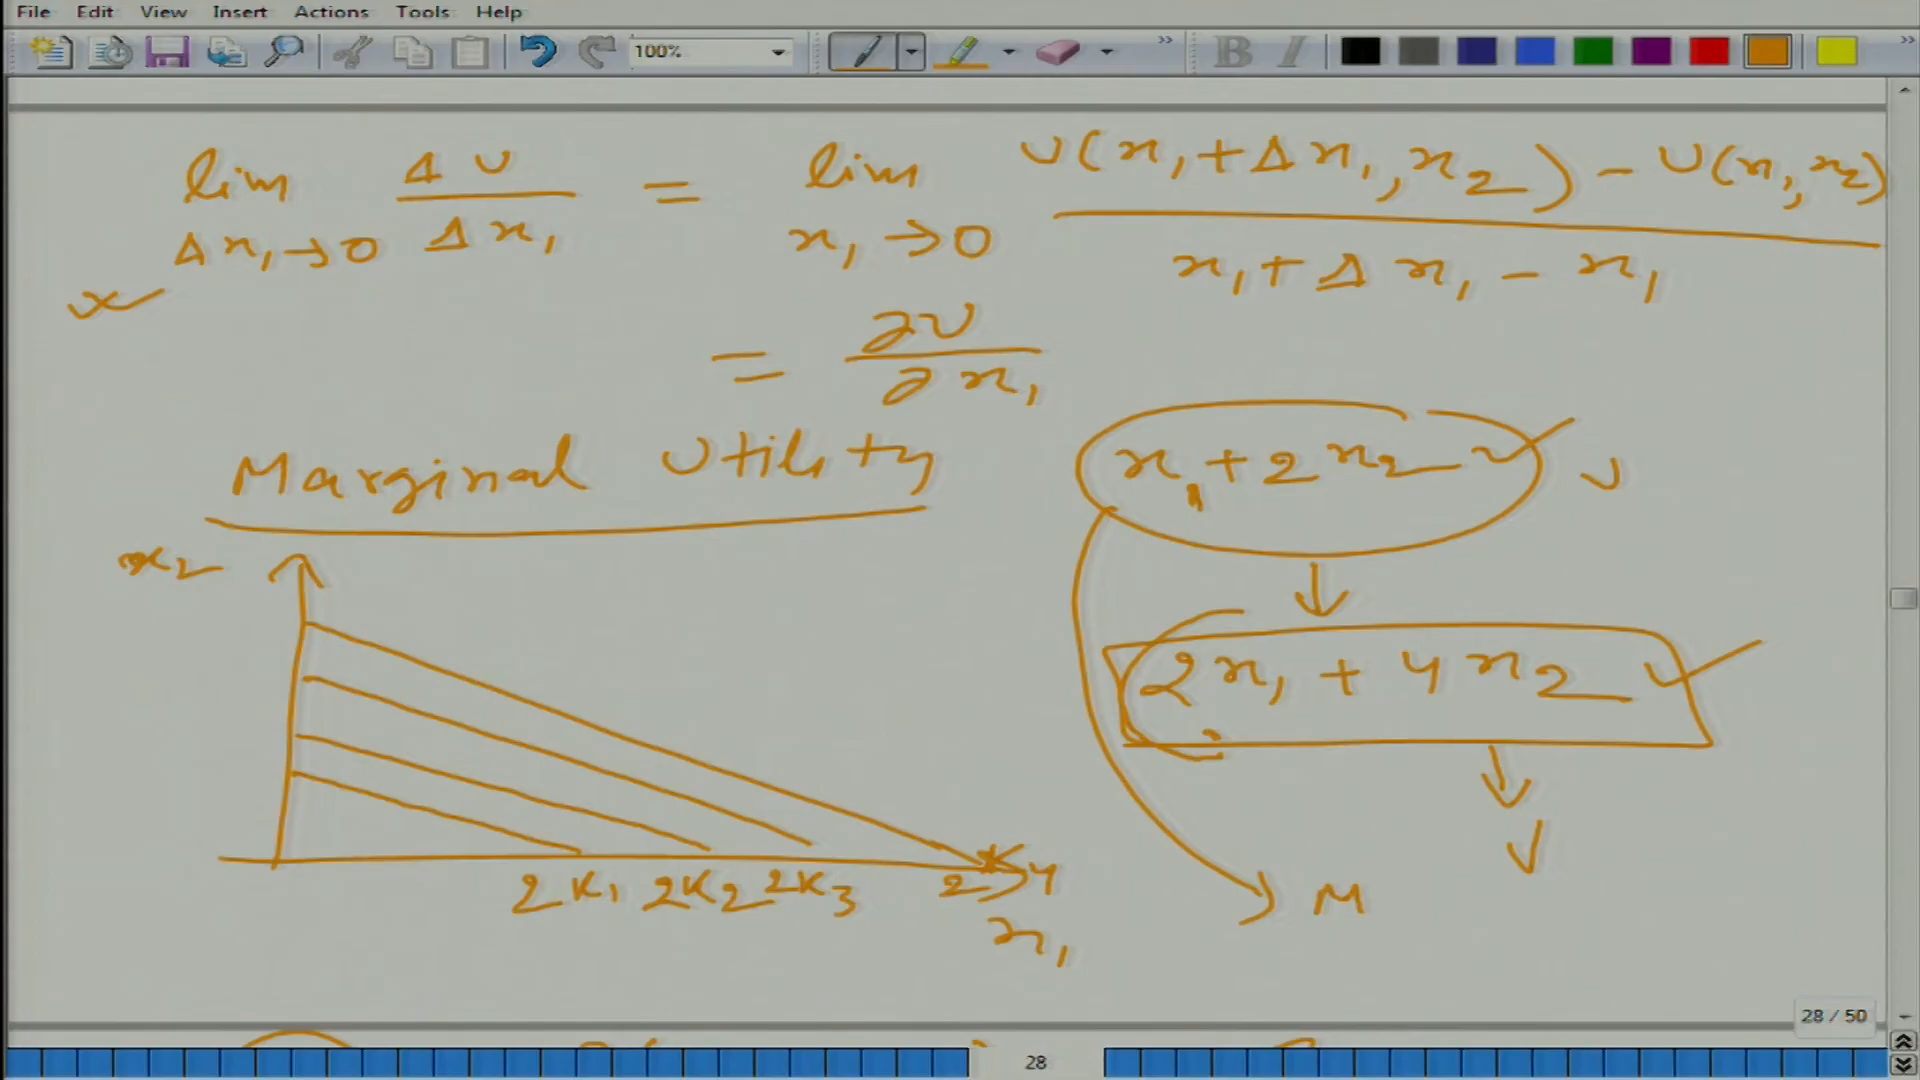 File Edit View Insert Actions Tools Help
100%
lim ΔU/Δx₁ = lim U(x₁+Δx₁, x₂) - U(x₁, x₂)
Δx₁→0 x₁→0 x₁+Δx₁ - x₁
= ∂U/∂x₁
Marginal Utility
x₁+2x₂ U
x₂
2x₁ + 4x₂
V
2K₁ 2K₂ 2K₃
M
x₁
28 / 50
28